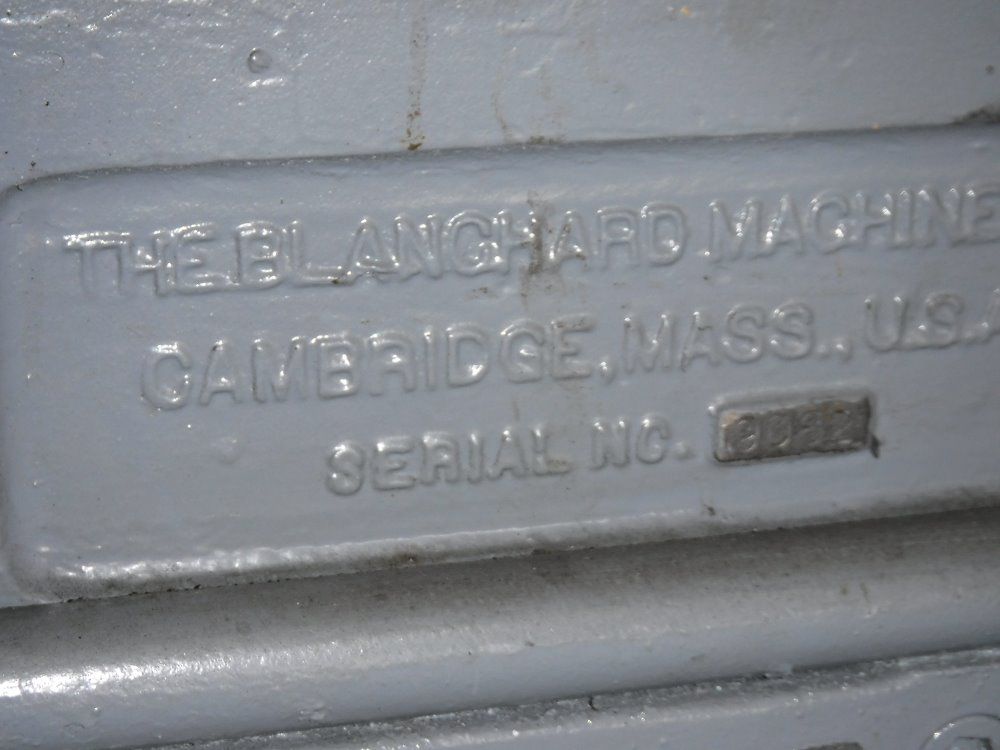 THE BLANCHARD MACHINE
CAMBRIDGE, MASS., U.S.A
SERIAL NO.